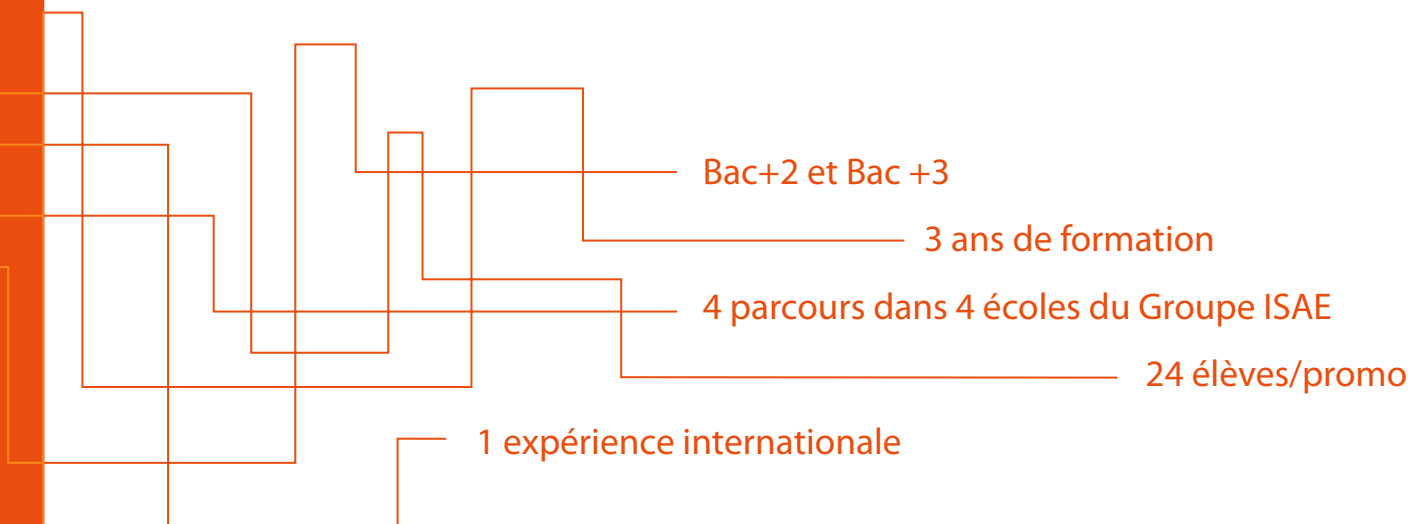 Bac+2 et Bac +3
3 ans de formation
4 parcours dans 4 écoles du Groupe ISAE
24 élèves/promo
1 expérience internationale